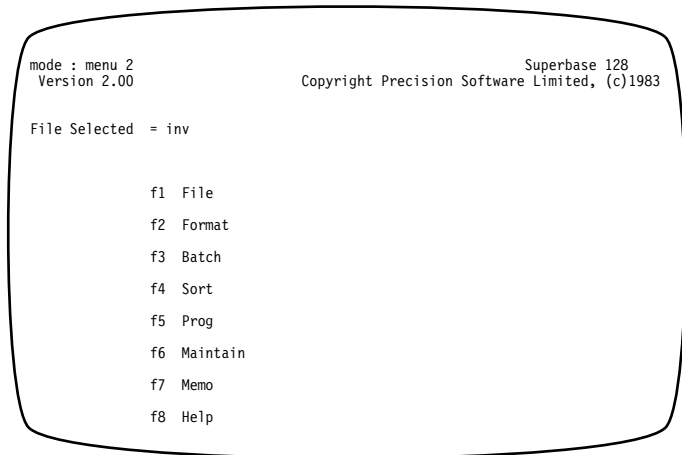 mode : menu 2 Superbase 128
Version 2.00 Copyright Precision Software Limited, (c)1983
File Selected = inv
f1 File
f2 Format
f3 Batch
f4 Sort
f5 Prog
f6 Maintain
f7 Memo
f8 Help